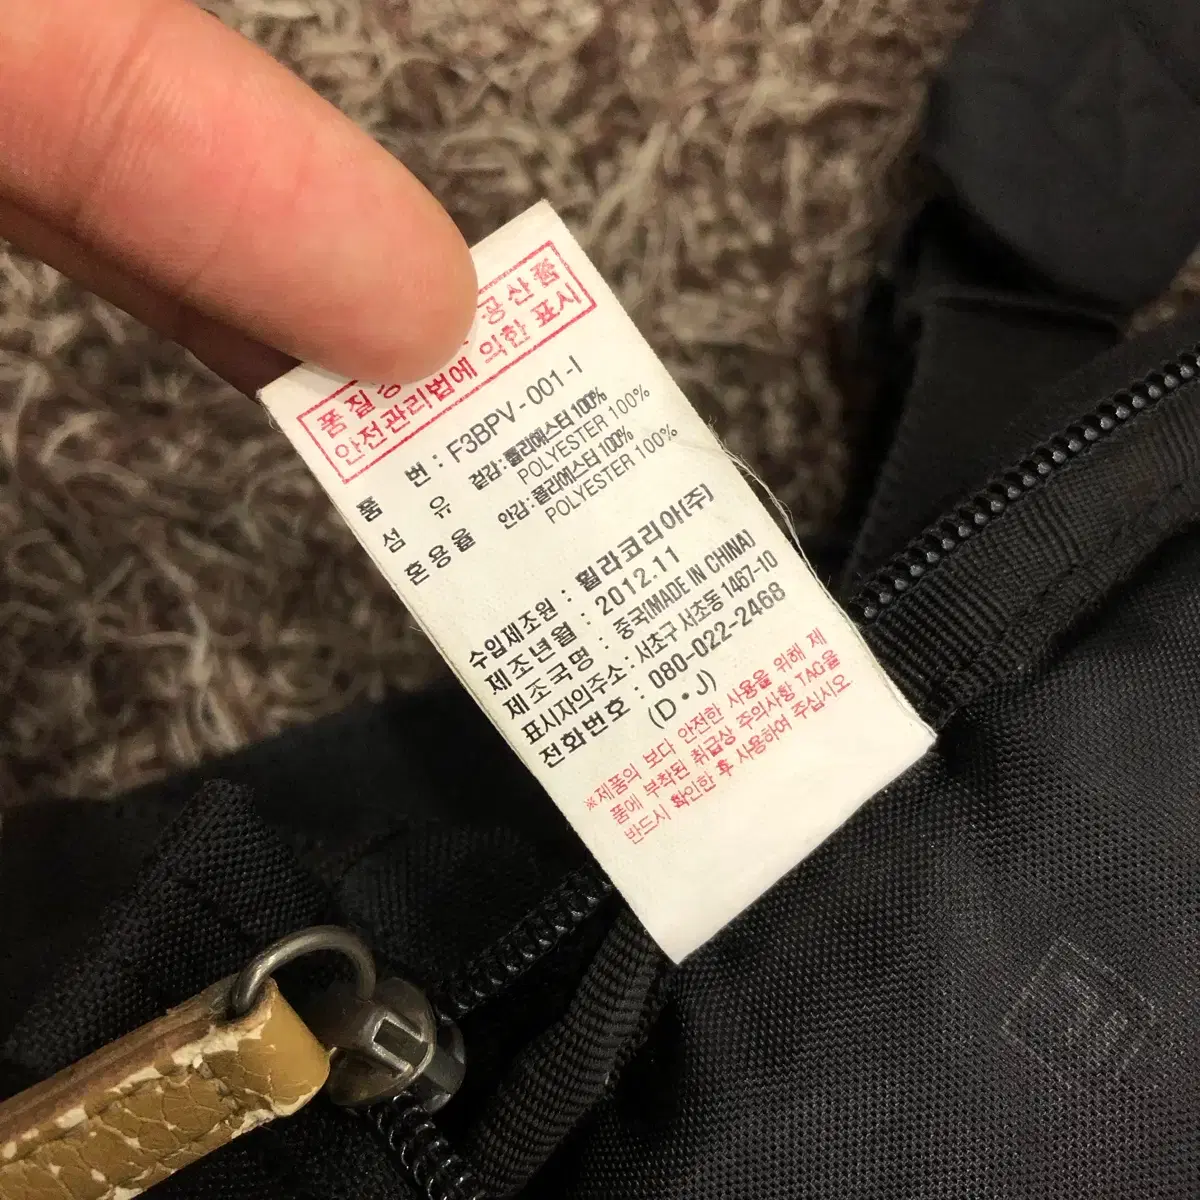 품질 공산품
안전관리법에 의한 표시
품 번 : F3BPV-001-I
섬 유 겉감:폴리에스터 100%
POLYESTER 100%
혼용율 안감:폴리에스터 100%
POLYESTER 100%
수입제조원 : 휠라코리아(주)
제조년월 : 2012.11
제조국명 : 중국(MADE IN CHINA)
표시자의주소: 서초구 서초동 1467-10
전화번호 : 080-022-2468
(D·J)
※제품의 보다 안전한 사용을 위해 제
품에 부착된 취급상 주의사항 TAG을
반드시 확인한 후 사용하여 주십시오